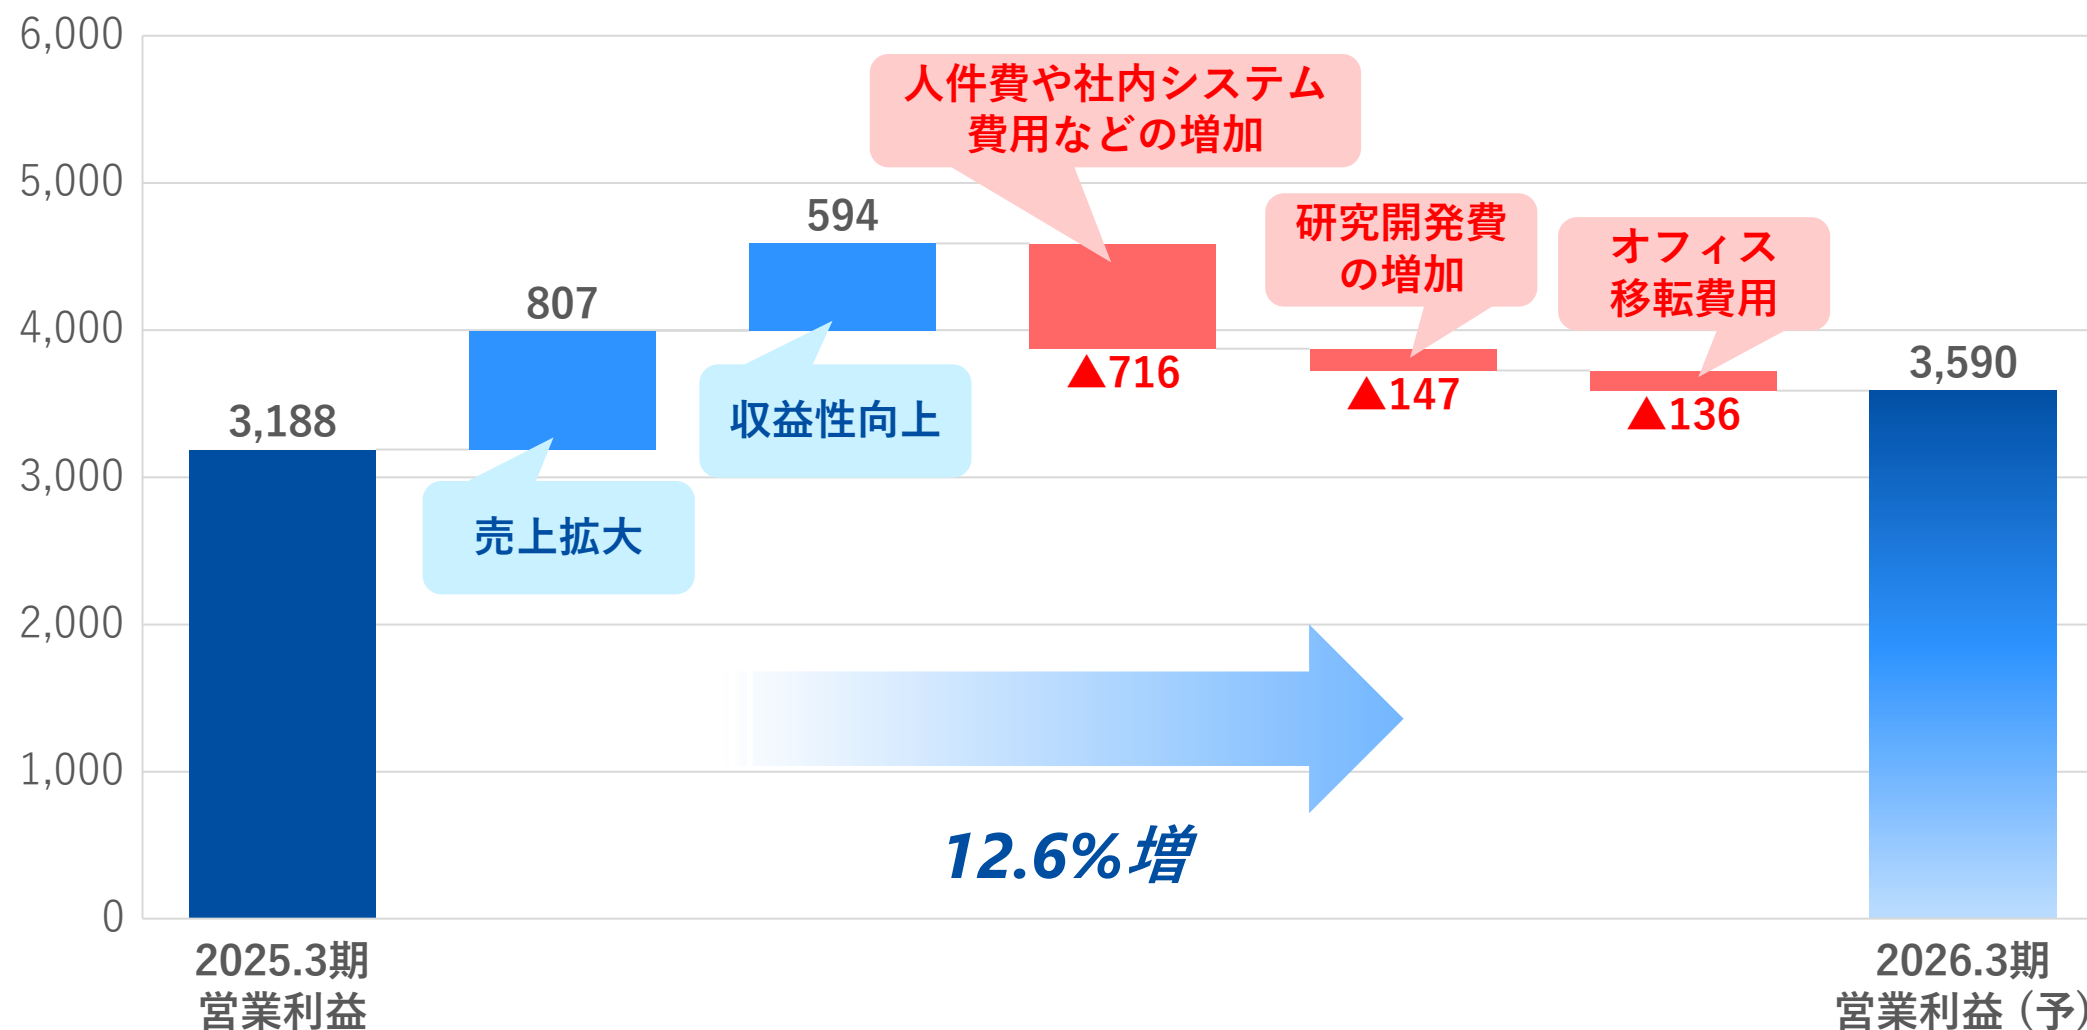 6,000
5,000
4,000
3,000
2,000
1,000
0
人件費や社内システム
費用などの増加
研究開発費
の増加
オフィス
移転費用
594
807
3,188
▲716
▲147
▲136
3,590
収益性向上
売上拡大
12.6%増
2025.3期
営業利益
2026.3期
営業利益（予）